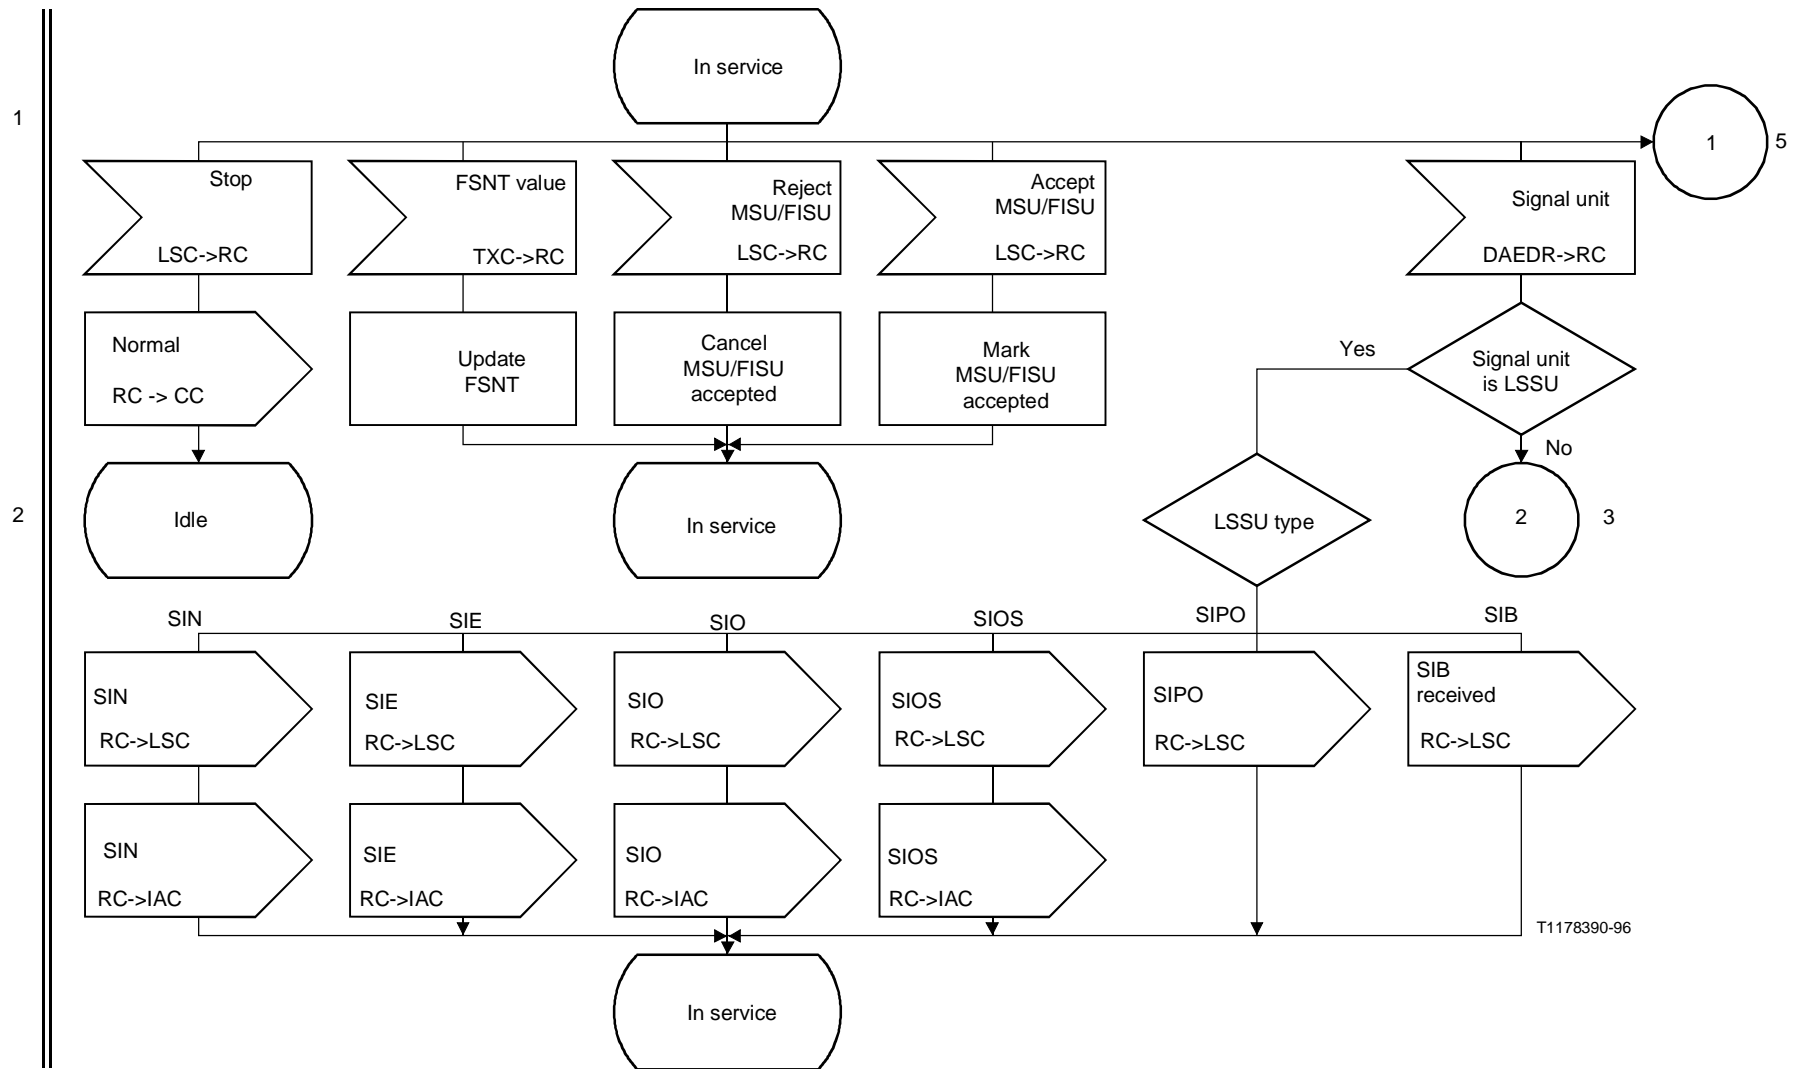 In service
1
1
5
Stop
LSC->RC
FSNT value
TXC->RC
Reject
MSU/FISU
LSC->RC
Accept
MSU/FISU
LSC->RC
Signal unit
DAEDR->RC
Normal
RC -> CC
Update
FSNT
Cancel
MSU/FISU
accepted
Mark
MSU/FISU
accepted
Yes
Signal unit
is LSSU
No
2
Idle
In service
LSSU type
2
3
SIN
SIE
SIO
SIOS
SIPO
SIB
SIN
RC->LSC
SIE
RC->LSC
SIO
RC->LSC
SIOS
RC->LSC
SIPO
RC->LSC
SIB
received
RC->LSC
SIN
RC->IAC
SIE
RC->IAC
SIO
RC->IAC
SIOS
RC->IAC
T1178390-96
In service